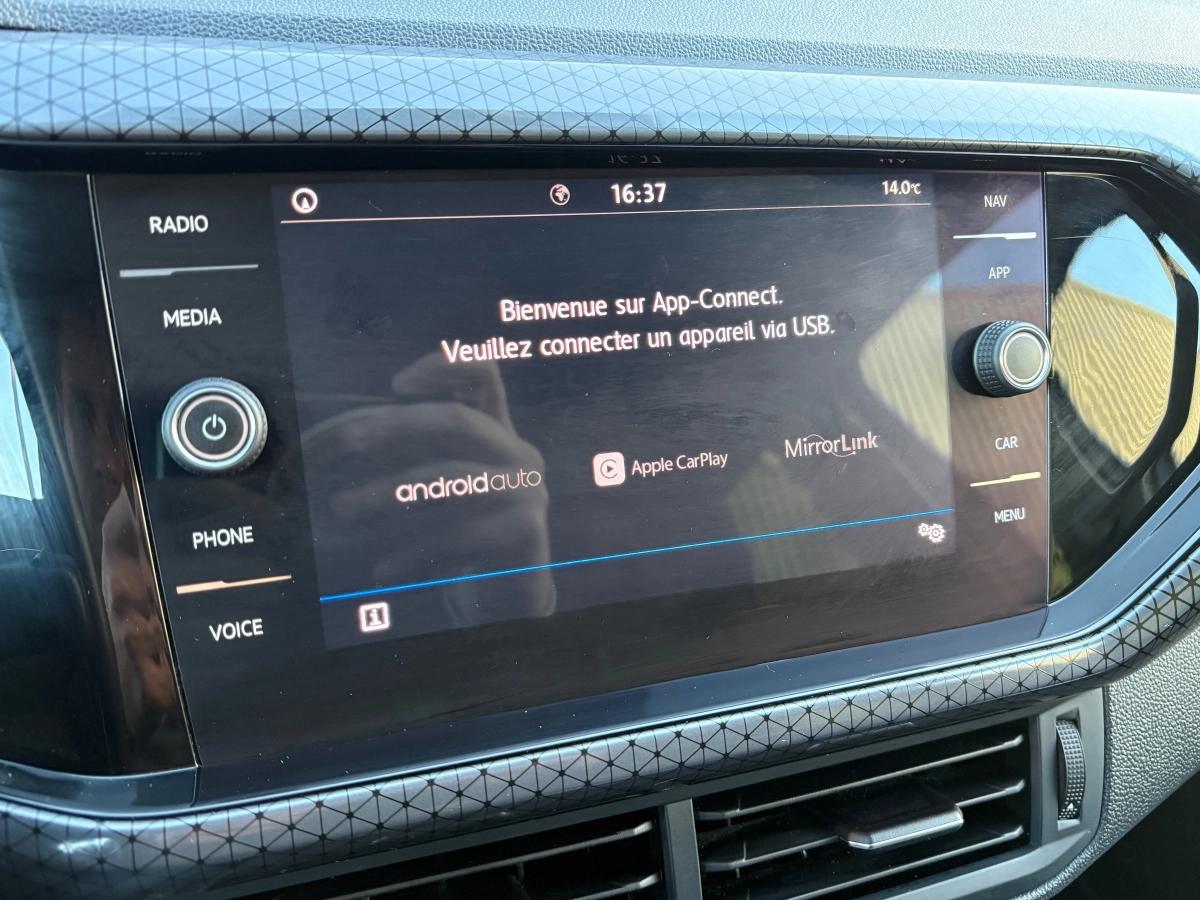 16:37
14.0°C
RADIO
MEDIA
PHONE
VOICE
Bienvenue sur App-Connect.
Veuillez connecter un appareil via USB.
androidauto
Apple CarPlay
MirrorLink
NAV
APP
CAR
MENU